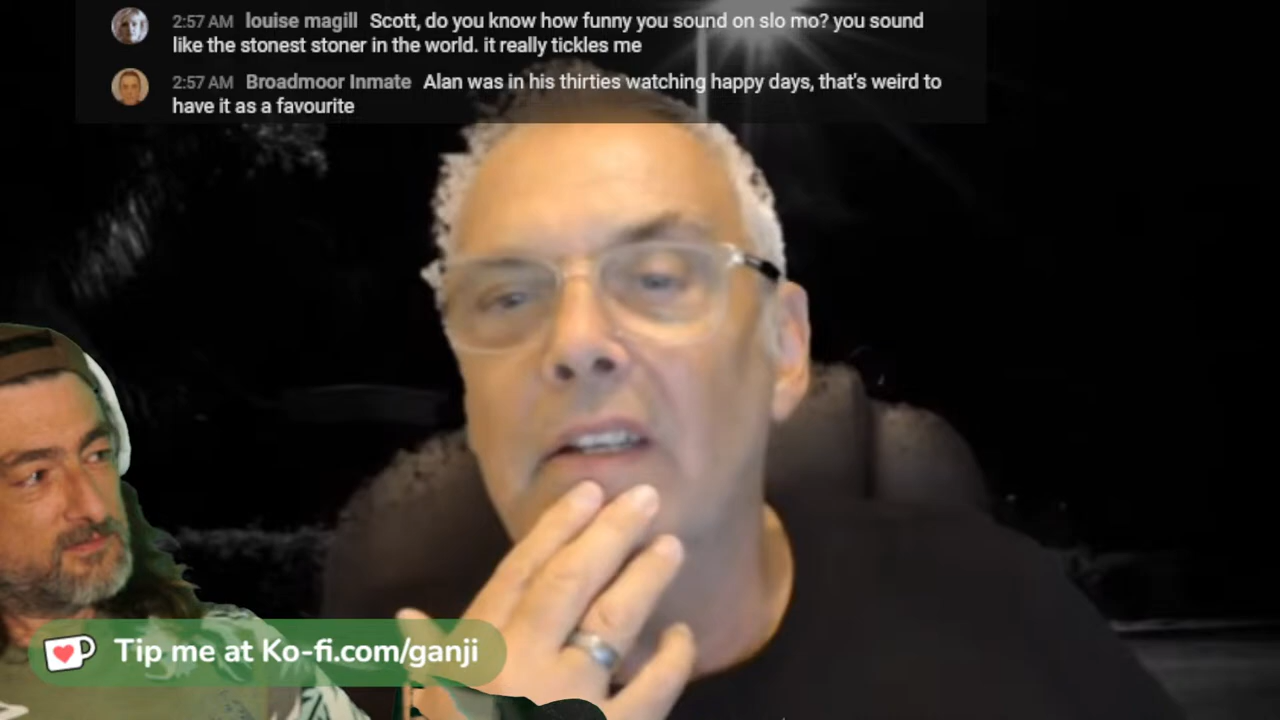 2:57 AM louise magill Scott, do you know how funny you sound on slo mo? you sound
like the stonest stoner in the world. it really tickles me
2:57 AM Broadmoor Inmate Alan was in his thirties watching happy days, that's weird to
have it as a favourite
Tip me at Ko-fi.com/ganji